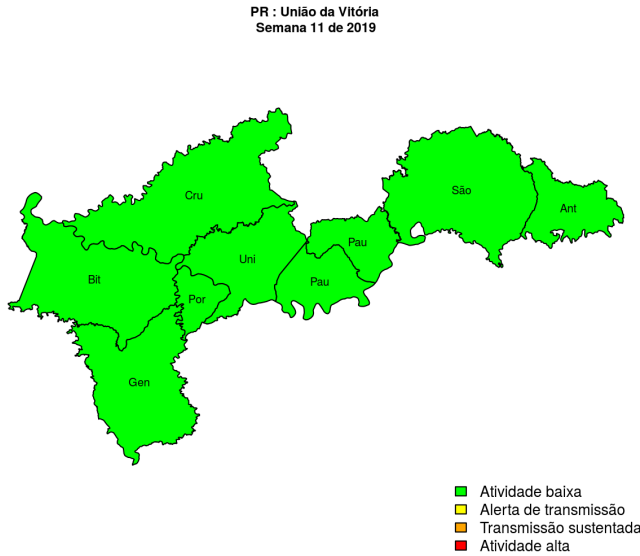 PR : União da Vitória
Semana 11 de 2019
Cru
São
Ant
Pau
Uni
Bit
Pau
Por
Gen
Atividade baixa
Alerta de transmissão
Transmissão sustentada
Atividade alta